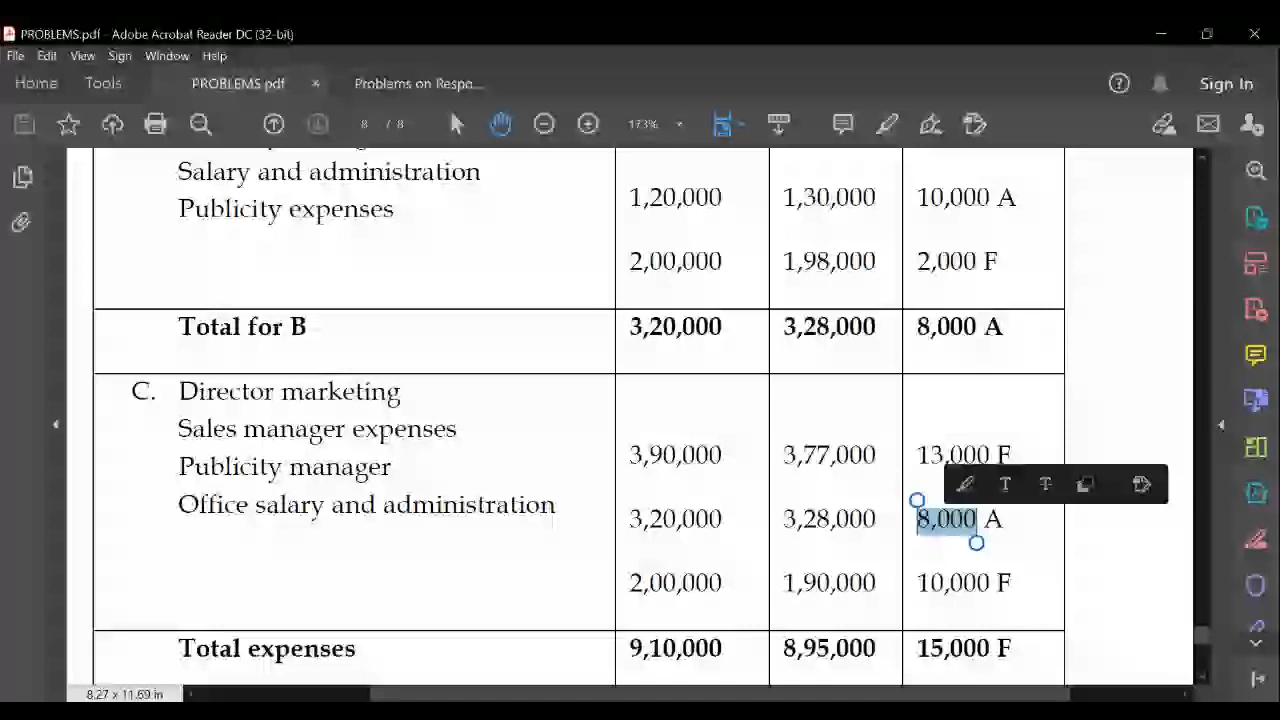 PROBLEMS.pdf - Adobe Acrobat Reader DC (32-bit)
File Edit View Sign Window Help
Home Tools PROBLEMS.pdf × Problems on Respo... Sign In
8 / 8 173%
Salary and administration
1,20,000 1,30,000 10,000 A
Publicity expenses
2,00,000 1,98,000 2,000 F
Total for B 3,20,000 3,28,000 8,000 A
C. Director marketing
Sales manager expenses
3,90,000 3,77,000 13,000 F
Publicity manager
Office salary and administration
3,20,000 3,28,000 8,000 A
2,00,000 1,90,000 10,000 F
Total expenses 9,10,000 8,95,000 15,000 F
8.27 x 11.69 in